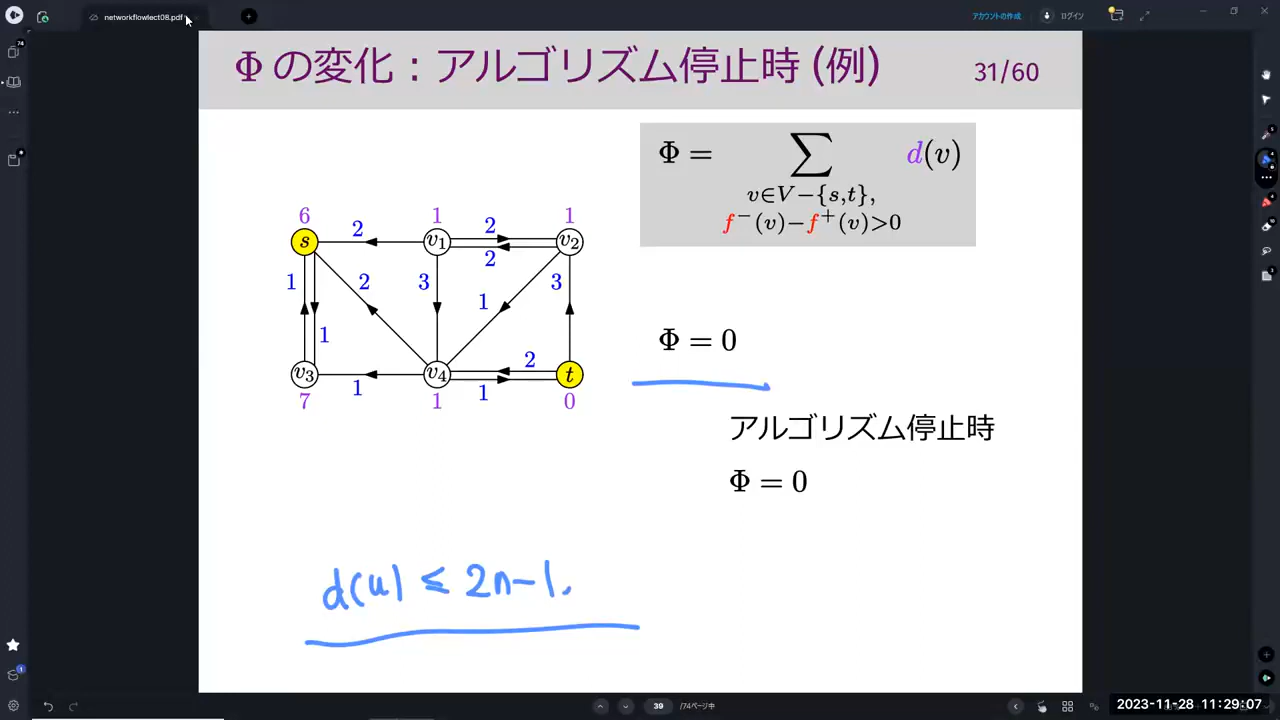 networkflowlect08.pdf
アカウントの作成
ログイン
74
Φ の変化：アルゴリズム停止時 (例)
31/60
Φ = ∑ d(v)
v∈V−{s,t},
f⁻(v)−f⁺(v)>0
6 1 1
s 2 v₁ 2 v₂
2
1 2 3 1 3
1
v₃ 1 v₄ 2 t
1
7 1 0
Φ = 0
アルゴリズム停止時
Φ = 0
d(u) ≤ 2n−1.
39 /74ページ中
2023-11-28 11:29:07